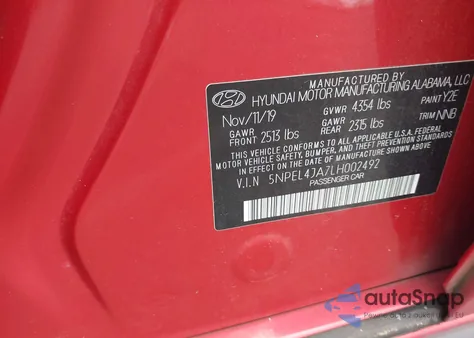 MANUFACTURED BY
HYUNDAI MOTOR MANUFACTURING ALABAMA, LLC
Nov/11/19 GVWR 4354 lbs PAINT Y2E
GAWR FRONT 2513 lbs GAWR REAR 2315 lbs TRIM NNB
THIS VEHICLE CONFORMS TO ALL APPLICABLE U.S.A. FEDERAL
MOTOR VEHICLE SAFETY, BUMPER, AND THEFT PREVENTION STANDARDS
IN EFFECT ON THE DATE OF MANUFACTURE SHOWN ABOVE.
V.I.N 5NPEL4JA7LH002492
PASSENGER CAR
autaSnap